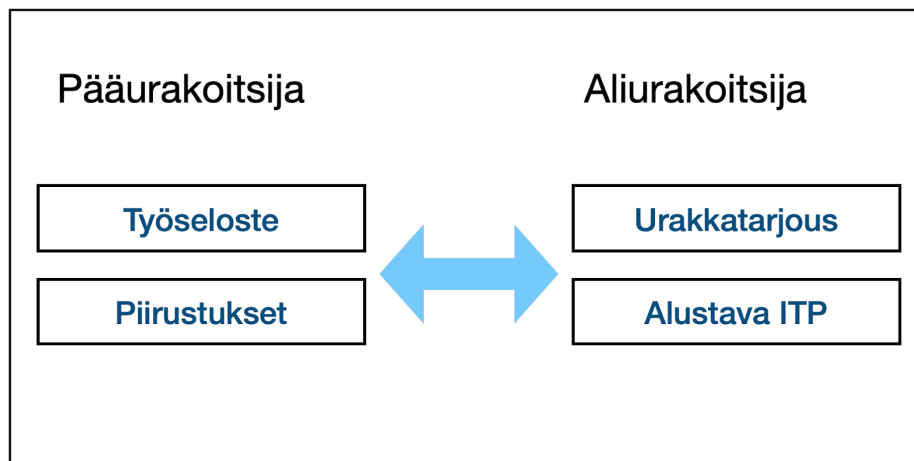 Pääurakoitsija
Aliurakoitsija
Työseloste
Urakkatarjous
Piirustukset
Alustava ITP